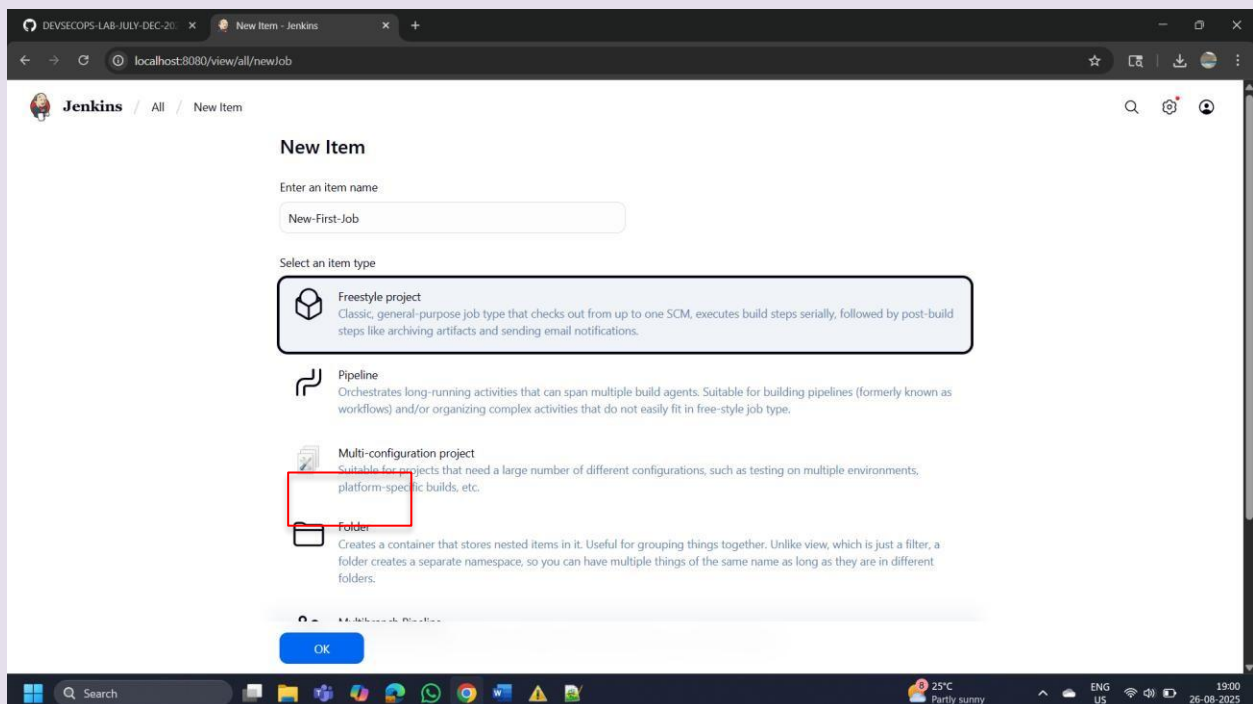 DEVSECOPS-LAB-JULY-DEC-20
New Item - Jenkins
localhost:8080/view/all/newJob
Jenkins / All / New Item
New Item
Enter an item name
New-First-Job
Select an item type
Freestyle project
Classic, general-purpose job type that checks out from up to one SCM, executes build steps serially, followed by post-build
steps like archiving artifacts and sending email notifications.
Pipeline
Orchestrates long-running activities that can span multiple build agents. Suitable for building pipelines (formerly known as
workflows) and/or organizing complex activities that do not easily fit in free-style job type.
Multi-configuration project
Suitable for projects that need a large number of different configurations, such as testing on multiple environments,
platform-specific builds, etc.
Folder
Creates a container that stores nested items in it. Useful for grouping things together. Unlike view, which is just a filter, a
folder creates a separate namespace, so you can have multiple things of the same name as long as they are in different
folders.
Multibranch Pipeline
OK
Search
8
25°C
Partly sunny
ENG
US
19:00
26-08-2025